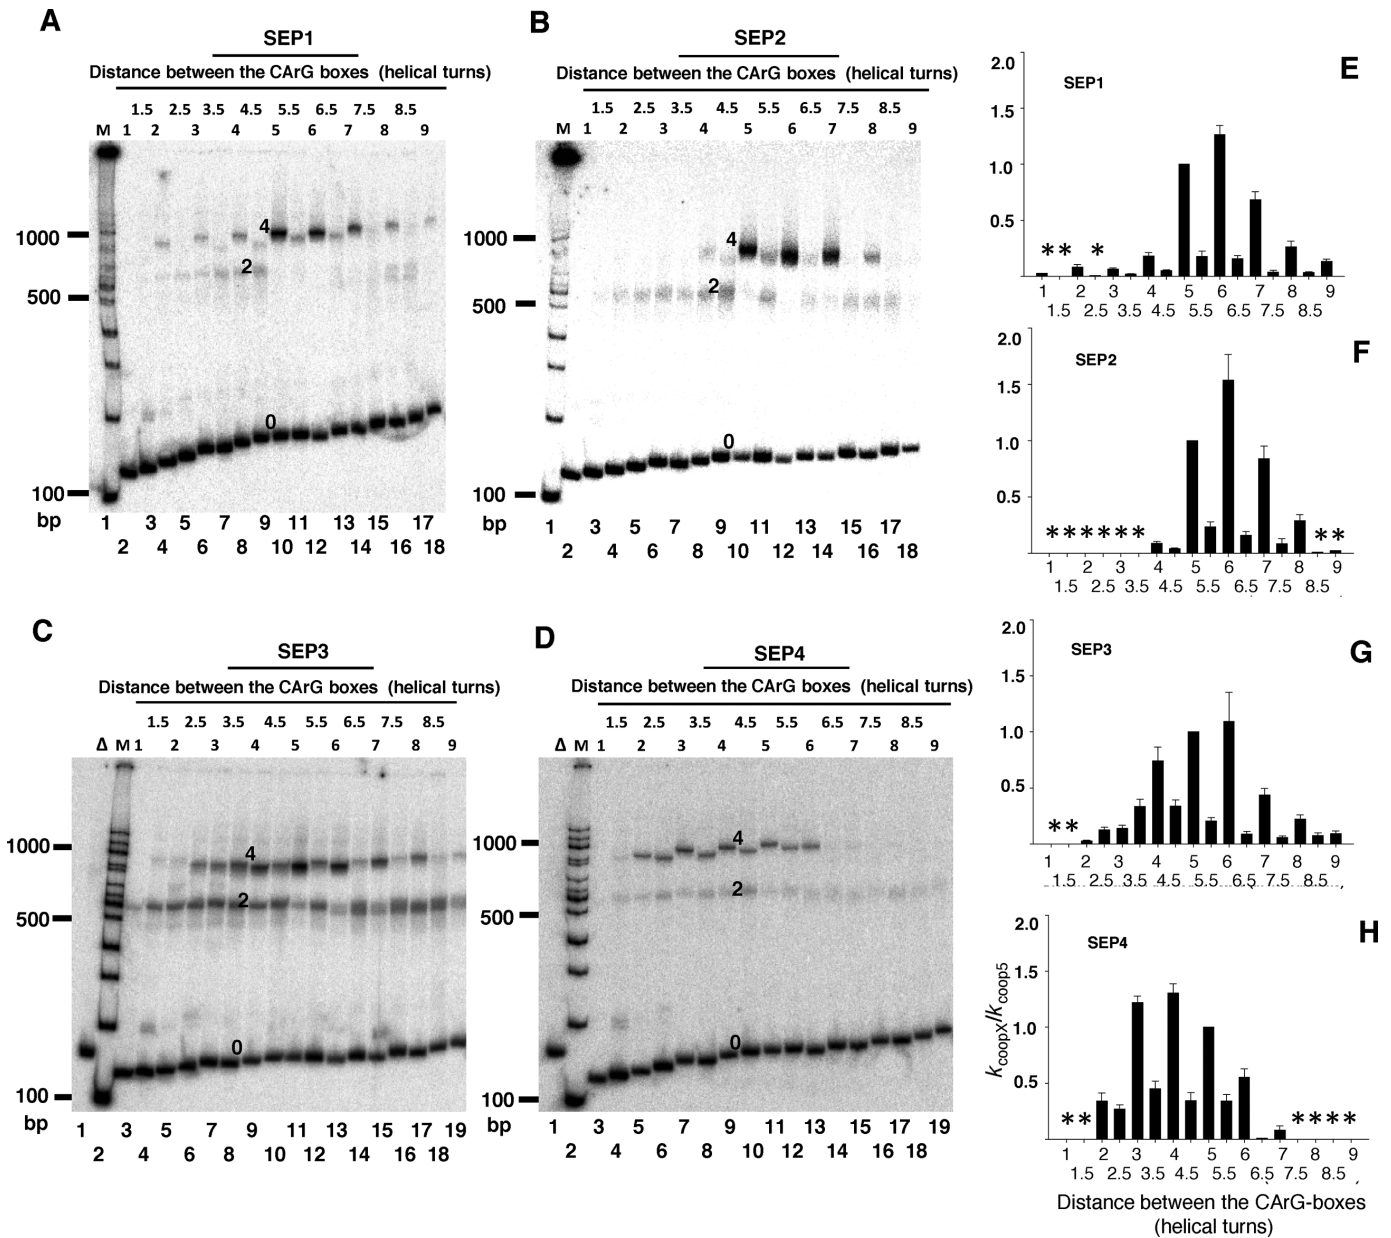 A
SEP1
Distance between the CArG boxes (helical turns)
1.5 2.5 3.5 4.5 5.5 6.5 7.5 8.5
M 1 2 3 4 5 6 7 8 9
4
1000
2
500
0
100
bp
1 3 5 7 9 11 13 15 17
2 4 6 8 10 12 14 16 18
B
SEP2
Distance between the CArG boxes (helical turns)
1.5 2.5 3.5 4.5 5.5 6.5 7.5 8.5
M 1 2 3 4 5 6 7 8 9
4
1000
2
500
0
100
bp
1 3 5 7 9 11 13 15 17
2 4 6 8 10 12 14 16 18
C
SEP3
Distance between the CArG boxes (helical turns)
1.5 2.5 3.5 4.5 5.5 6.5 7.5 8.5
Δ M 1 2 3 4 5 6 7 8 9
1000
4
2
500
0
100
bp
1 3 5 7 9 11 13 15 17 19
2 4 6 8 10 12 14 16 18
D
SEP4
Distance between the CArG boxes (helical turns)
1.5 2.5 3.5 4.5 5.5 6.5 7.5 8.5
Δ M 1 2 3 4 5 6 7 8 9
1000
4
2
500
0
100
bp
1 3 5 7 9 11 13 15 17 19
2 4 6 8 10 12 14 16 18
E
2.0
SEP1
1.5
1.0
0.5
* * *
1 2 3 4 5 6 7 8 9
1.5 2.5 3.5 4.5 5.5 6.5 7.5 8.5
F
2.0
SEP2
1.5
1.0
0.5
* * * * * * * *
1 2 3 4 5 6 7 8 9
1.5 2.5 3.5 4.5 5.5 6.5 7.5 8.5
G
2.0
SEP3
1.5
1.0
0.5
* *
1 2 3 4 5 6 7 8 9
1.5 2.5 3.5 4.5 5.5 6.5 7.5 8.5
H
2.0
SEP4
1.5
1.0
0.5
kcoopX/kcoop5
* * * * * *
1 2 3 4 5 6 7 8 9
1.5 2.5 3.5 4.5 5.5 6.5 7.5 8.5
Distance between the CArG-boxes
(helical turns)